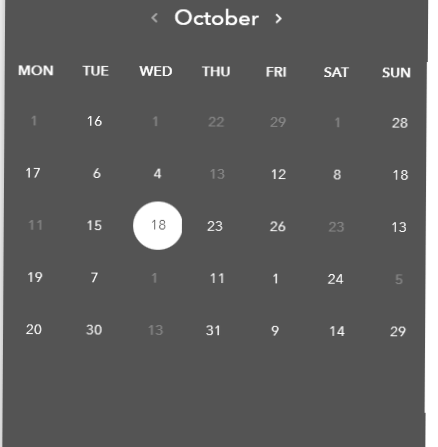 ‹ October ›
MON TUE WED THU FRI SAT SUN
1 16 1 22 29 1 28
17 6 4 13 12 8 18
11 15 18 23 26 23 13
19 7 1 11 1 24 5
20 30 13 31 9 14 29